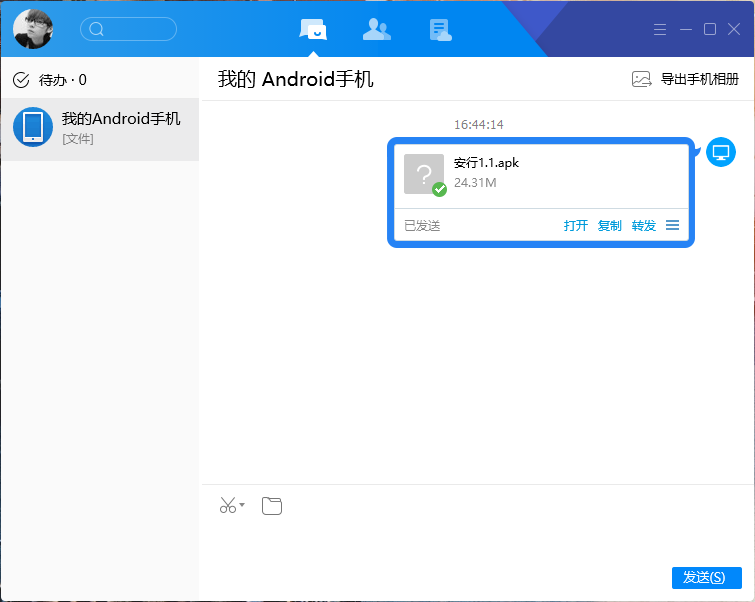 待办 · 0
我的 Android手机
导出手机相册
我的Android手机
[文件]
16:44:14
安行1.1.apk
24.31M
已发送
打开 复制 转发
发送(S)